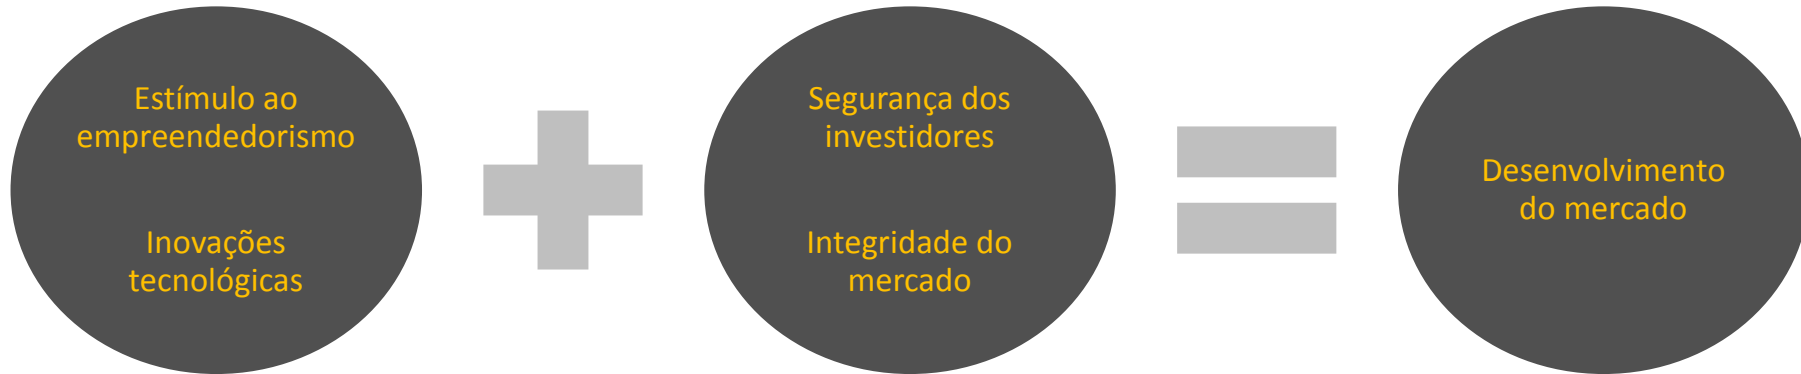 Estímulo ao
empreendedorismo
Inovações
tecnológicas
Segurança dos
investidores
Integridade do
mercado
Desenvolvimento
do mercado